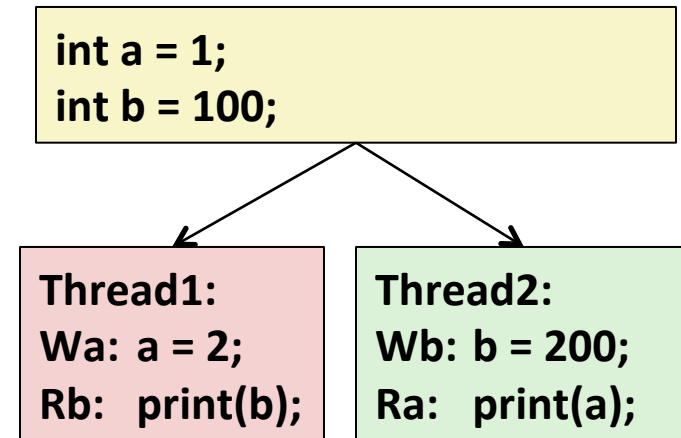 int a = 1;
int b = 100;
Thread1:
Wa: a = 2;
Rb: print(b);
Thread2:
Wb: b = 200;
Ra: print(a);